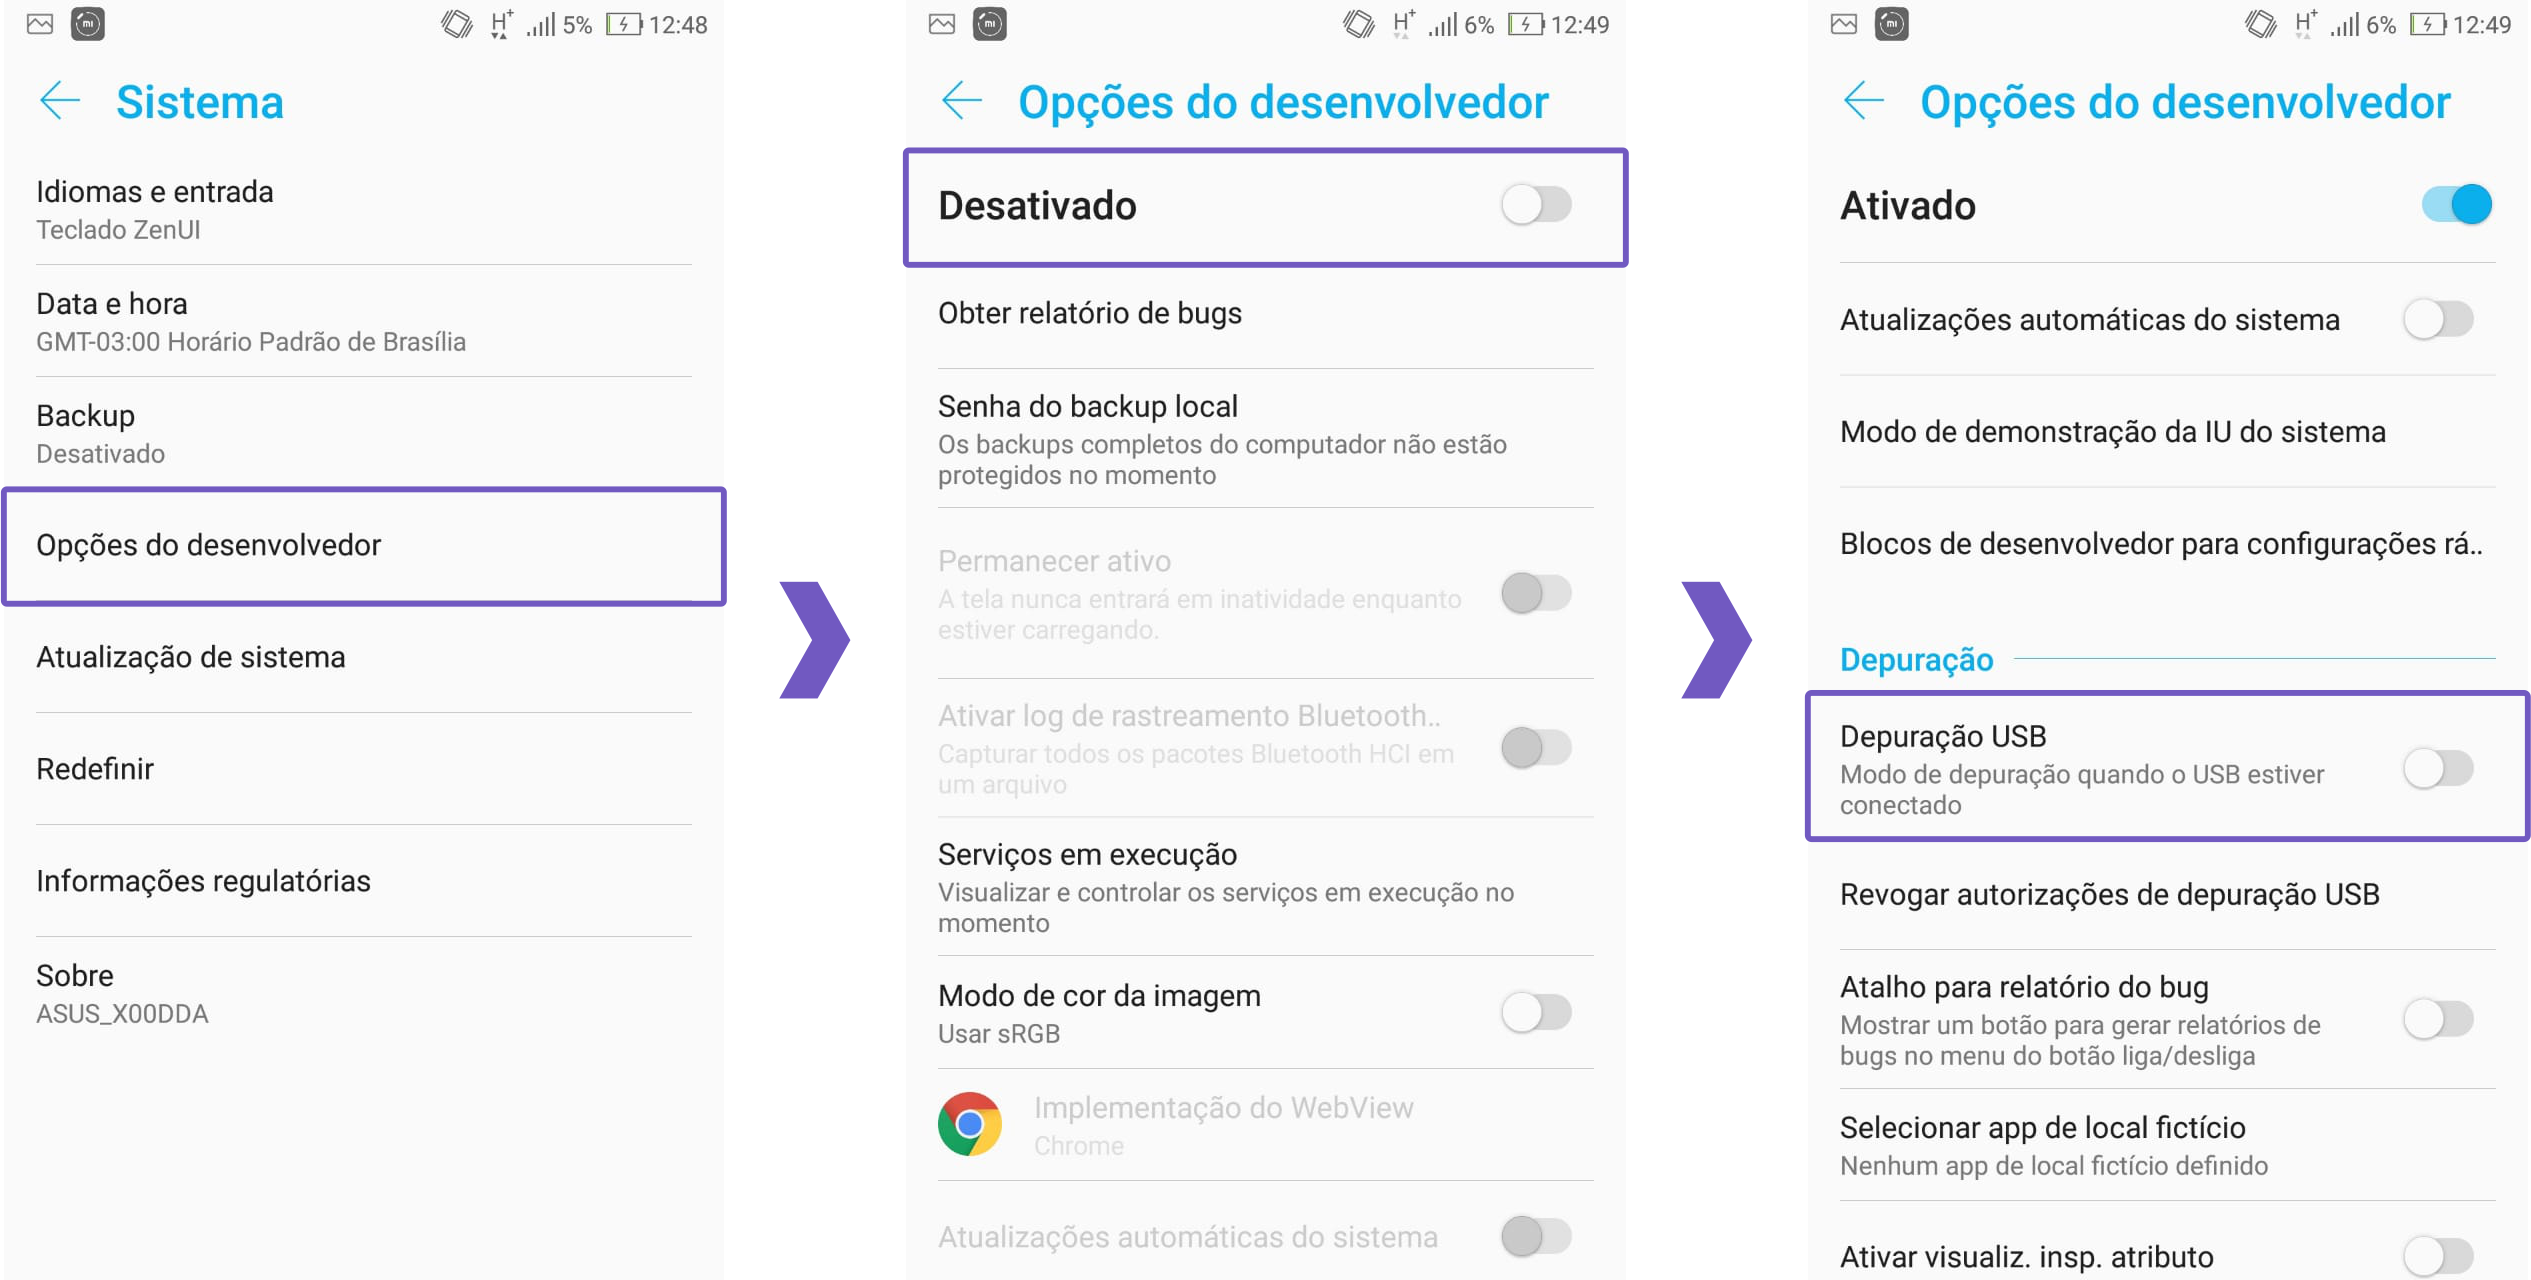 H+ 5% 12:48
Sistema
Idiomas e entrada
Teclado ZenUI
Data e hora
GMT-03:00 Horário Padrão de Brasília
Backup
Desativado
Opções do desenvolvedor
Atualização de sistema
Redefinir
Informações regulatórias
Sobre
ASUS_X00DDA
H+ 6% 12:49
Opções do desenvolvedor
Desativado
Obter relatório de bugs
Senha do backup local
Os backups completos do computador não estão
protegidos no momento
Permanecer ativo
A tela nunca entrará em inatividade enquanto
estiver carregando.
Ativar log de rastreamento Bluetooth..
Capturar todos os pacotes Bluetooth HCI em
um arquivo
Serviços em execução
Visualizar e controlar os serviços em execução no
momento
Modo de cor da imagem
Usar sRGB
Implementação do WebView
Chrome
Atualizações automáticas do sistema
H+ 6% 12:49
Opções do desenvolvedor
Ativado
Atualizações automáticas do sistema
Modo de demonstração da IU do sistema
Blocos de desenvolvedor para configurações rá..
Depuração
Depuração USB
Modo de depuração quando o USB estiver
conectado
Revogar autorizações de depuração USB
Atalho para relatório do bug
Mostrar um botão para gerar relatórios de
bugs no menu do botão liga/desliga
Selecionar app de local fictício
Nenhum app de local fictício definido
Ativar visualiz. insp. atributo